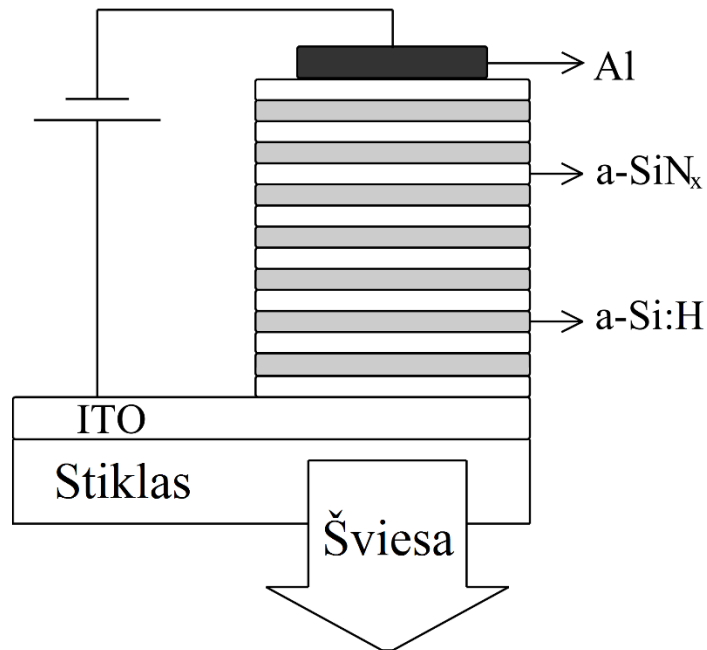 Al
a-SiNₓ
a-Si:H
ITO
Stiklas
Šviesa